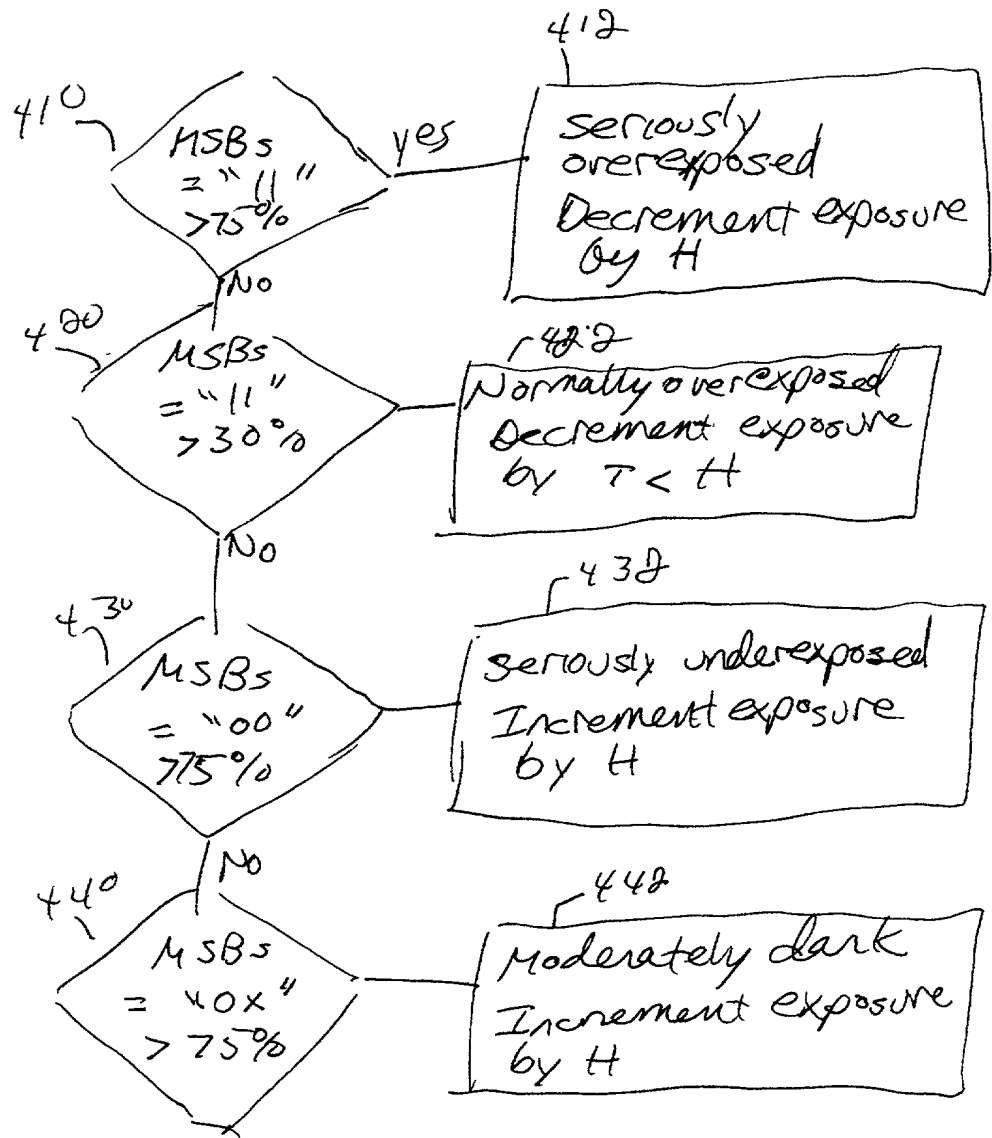 412
410
MSBs
= "11"
>75%
yes
seriously
overexposed
Decrement exposure
by H
No
420
MSBs
= "11"
>30%
422
Normally overexposed
Decrement exposure
by T < H
No
430
MSBs
= "00"
>75%
432
seriously underexposed
Increment exposure
by H
No
440
MSBs
= "0X"
> 75%
442
Moderately dark
Increment exposure
by H